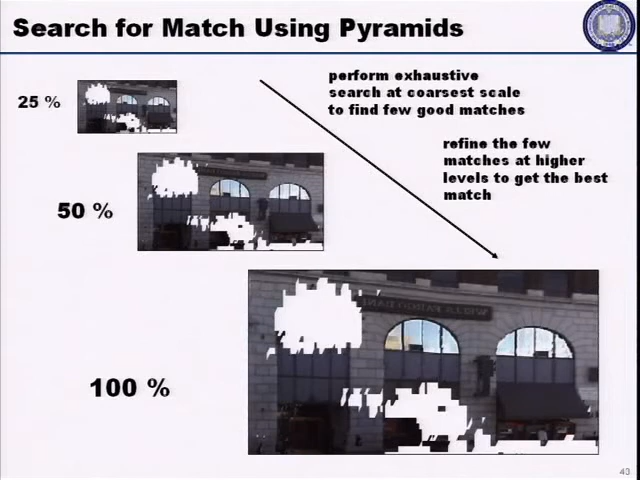 Search for Match Using Pyramids
25 %
perform exhaustive
search at coarsest scale
to find few good matches
refine the few
matches at higher
levels to get the best
match
50 %
100 %
43